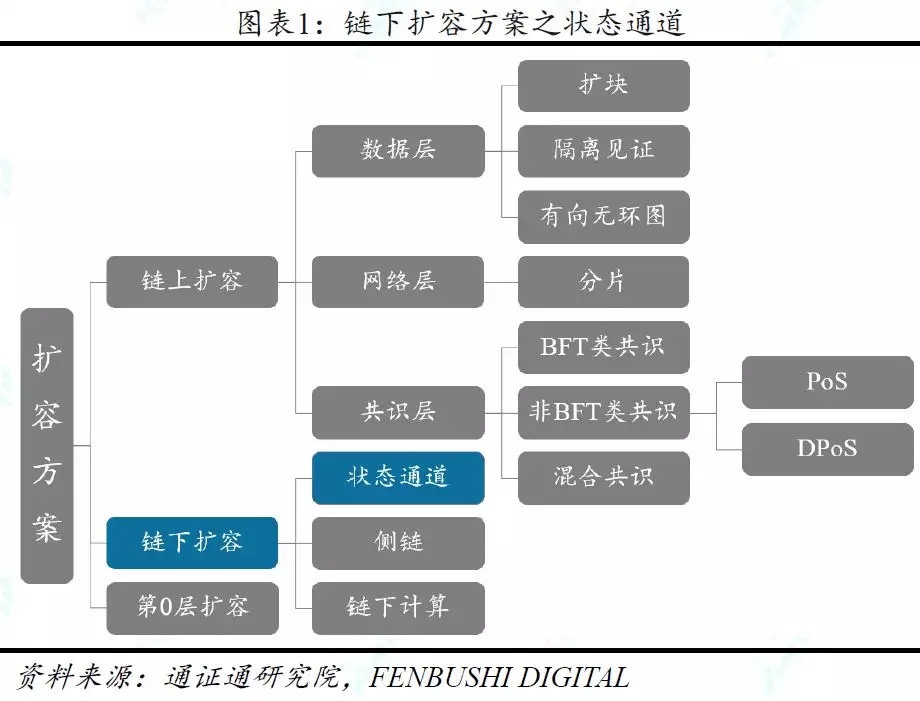 图表1：链下扩容方案之状态通道
扩容方案
链上扩容
数据层
扩块
隔离见证
有向无环图
网络层
分片
共识层
BFT类共识
非BFT类共识
PoS
DPoS
混合共识
链下扩容
状态通道
侧链
链下计算
第0层扩容
资料来源：通证通研究院，FENBUSHI DIGITAL